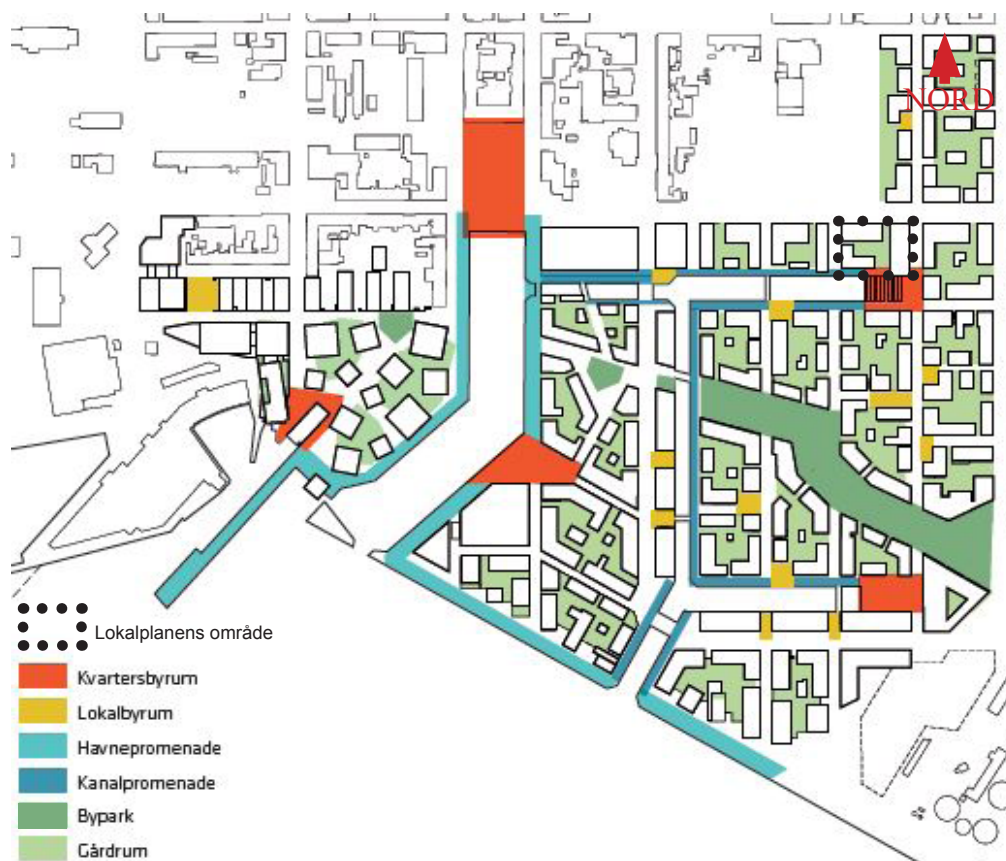 NORD
Lokalplanens område
Kvartersbyrum
Lokalbyrum
Havnepromenade
Kanalpromenade
Bypark
Gårdrum